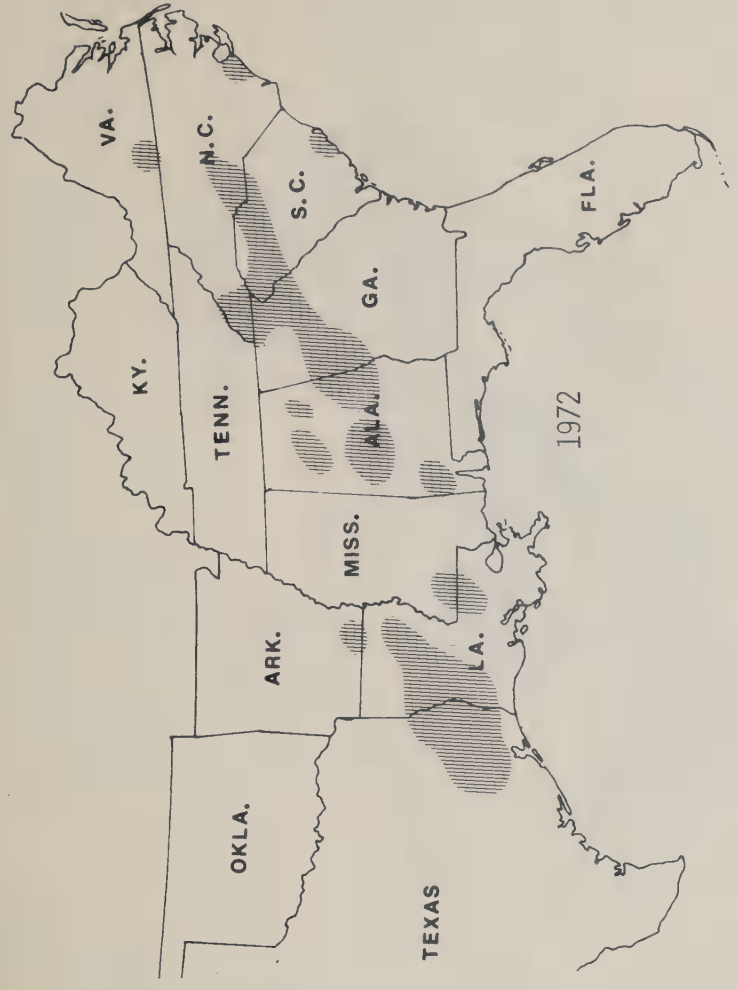 VA.
KY.
N.C.
TENN.
S.C.
OKLA.
ARK.
MISS.
ALA.
GA.
TEXAS
LA.
FLA.
1972